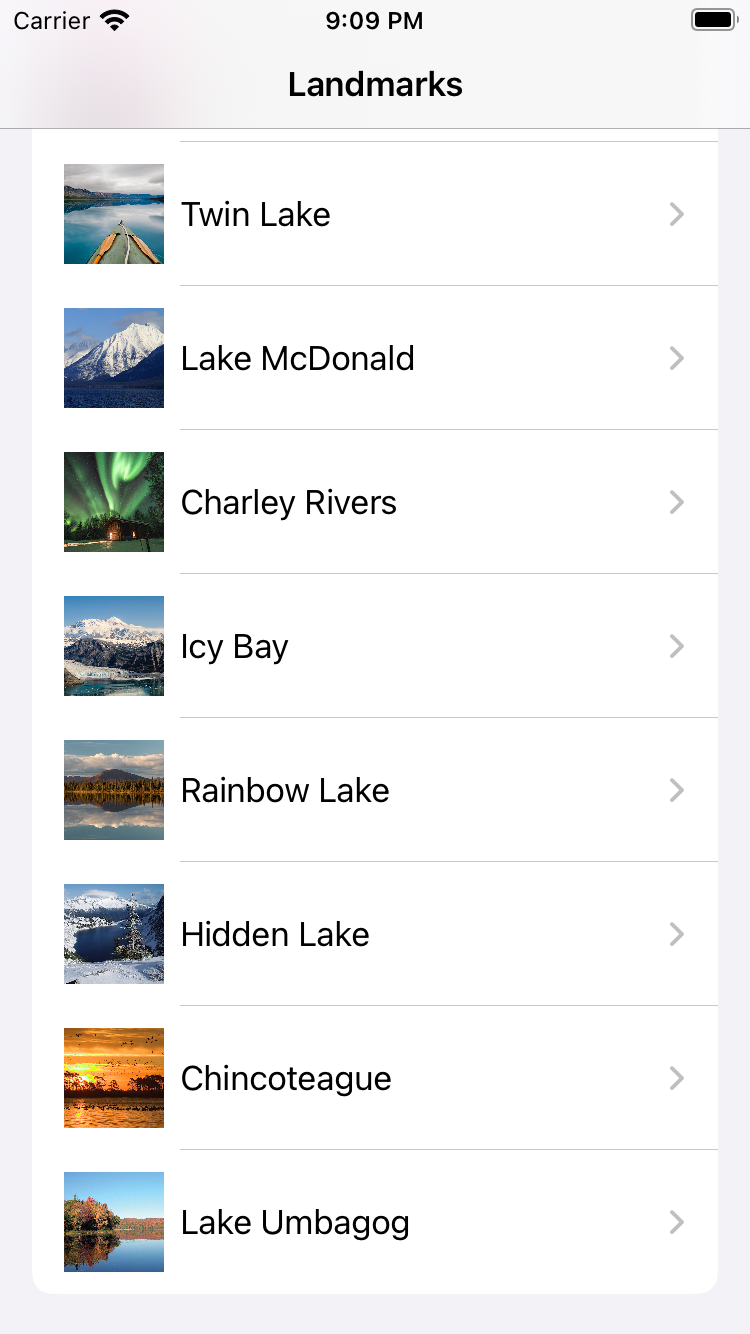 Carrier 9:09 PM
Landmarks
Twin Lake
Lake McDonald
Charley Rivers
Icy Bay
Rainbow Lake
Hidden Lake
Chincoteague
Lake Umbagog